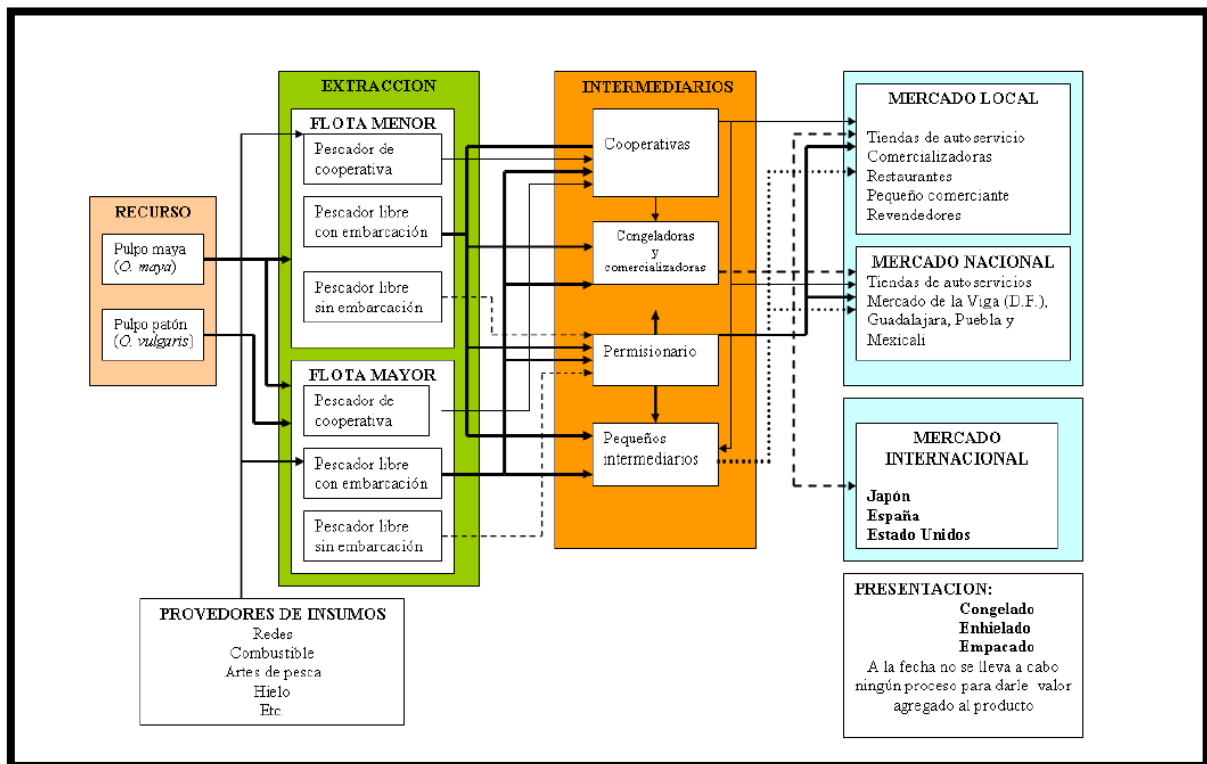 RECURSO
Pulpo maya
(O. maya)
Pulpo patón
(O. vulgaris)
EXTRACCION
FLOTA MENOR
Pescador de
cooperativa
Pescador libre
con embarcación
Pescador libre
sin embarcación
FLOTA MAYOR
Pescador de
cooperativa
Pescador libre
con embarcación
Pescador libre
sin embarcación
PROVEDORES DE INSUMOS
Redes
Combustible
Artes de pesca
Hielo
Etc.
INTERMEDIARIOS
Cooperativas
Congeladoras
y
comercializadoras
Permisionario
Pequeños
intermediarios
MERCADO LOCAL
Tiendas de autoservicio
Comercializadoras
Restaurantes
Pequeño comerciante
Revendedores
MERCADO NACIONAL
Tiendas de autoservicios
Mercado de la Viga (D.F.),
Guadalajara, Puebla y
Mexicali
MERCADO
INTERNACIONAL
Japón
España
Estado Unidos
PRESENTACION:
Congelado
Enhielado
Empacado
A la fecha no se lleva a cabo
ningún proceso para darle valor
agregado al producto